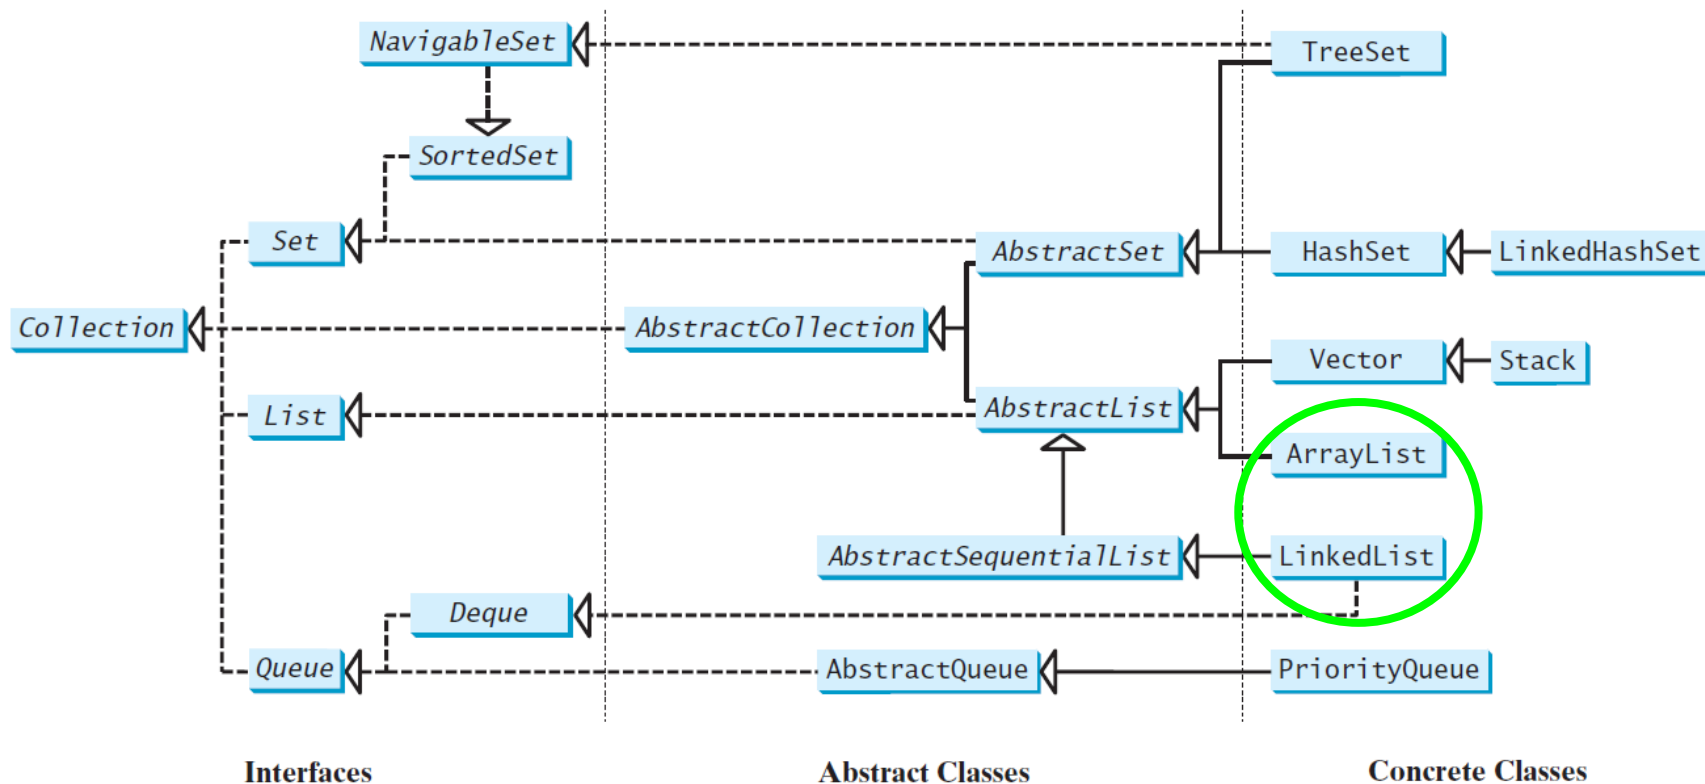 NavigableSet
TreeSet
SortedSet
Set
AbstractSet
HashSet
LinkedHashSet
Collection
AbstractCollection
Vector
Stack
List
AbstractList
ArrayList
AbstractSequentialList
LinkedList
Deque
Queue
AbstractQueue
PriorityQueue
Interfaces
Abstract Classes
Concrete Classes